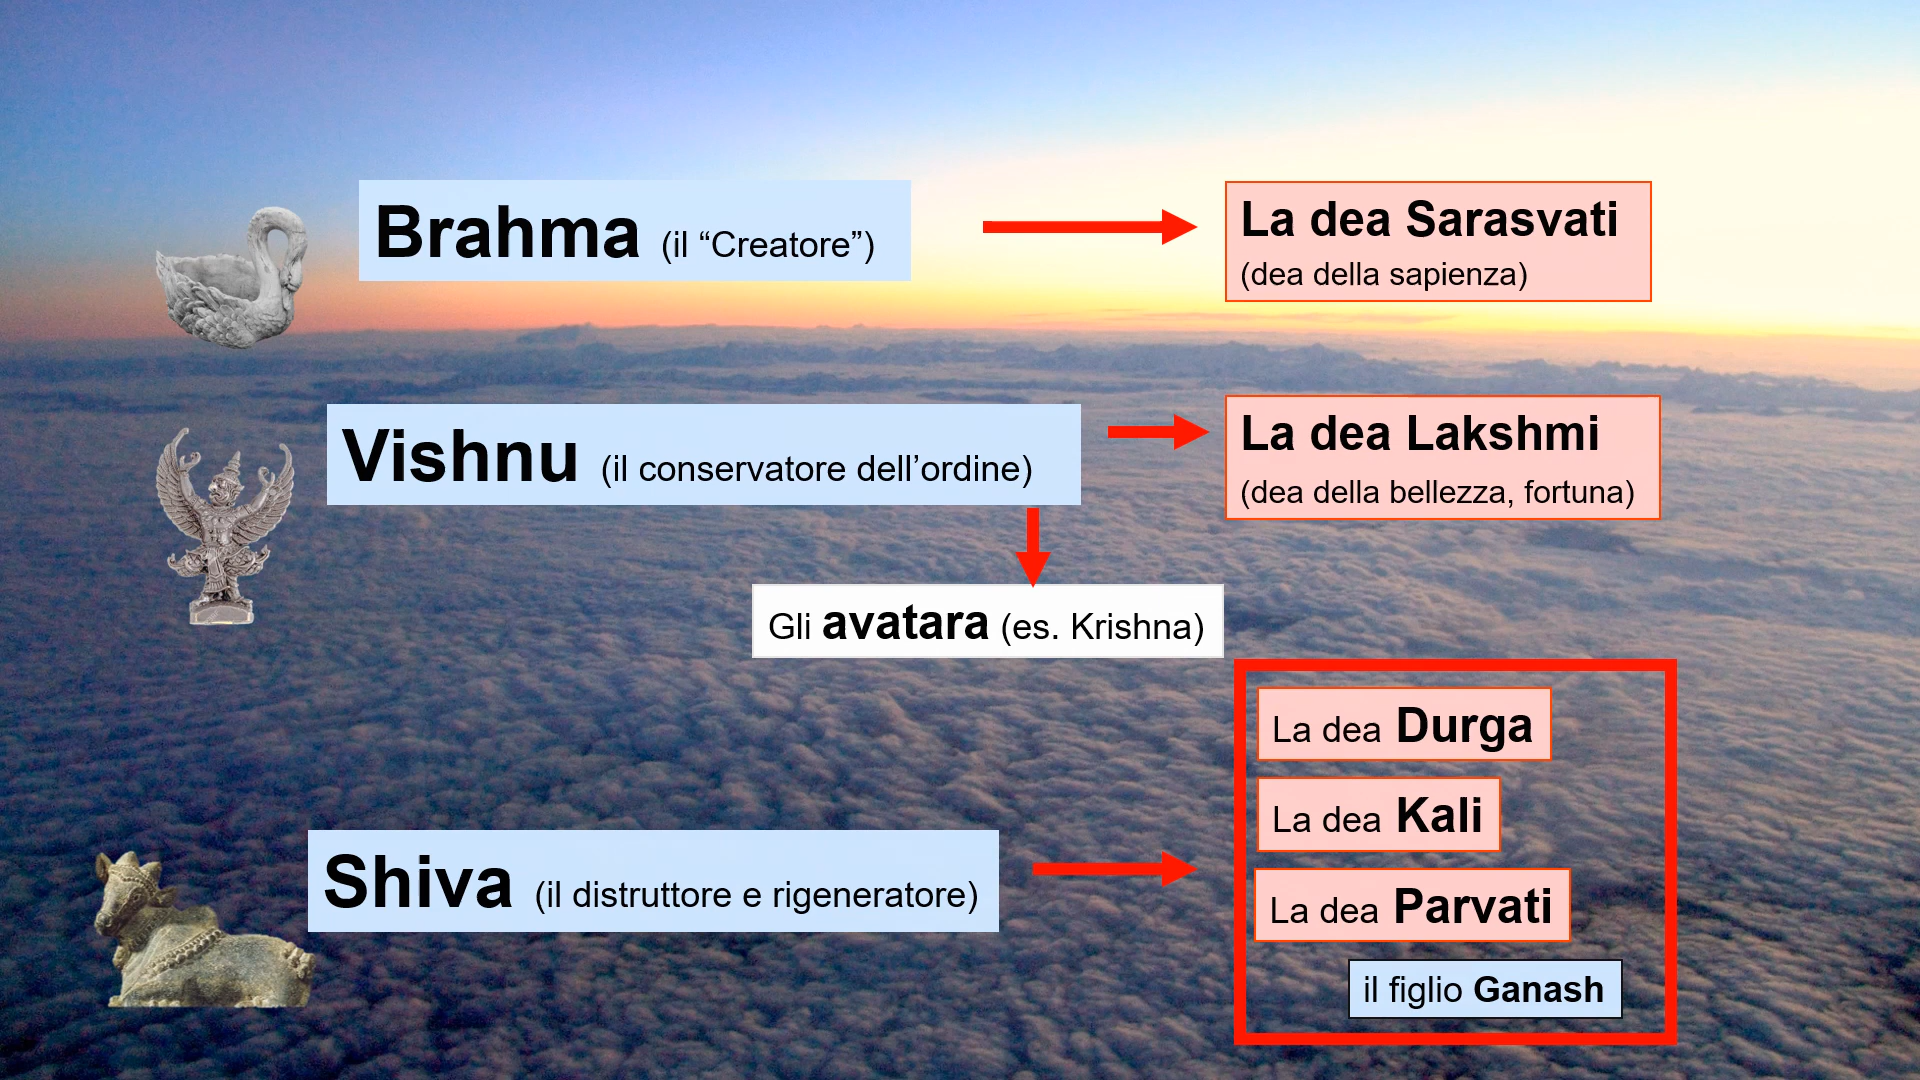 Brahma (il “Creatore”)
La dea Sarasvati
(dea della sapienza)
Vishnu (il conservatore dell’ordine)
La dea Lakshmi
(dea della bellezza, fortuna)
Gli avatara (es. Krishna)
La dea Durga
La dea Kali
Shiva (il distruttore e rigeneratore)
La dea Parvati
il figlio Ganash